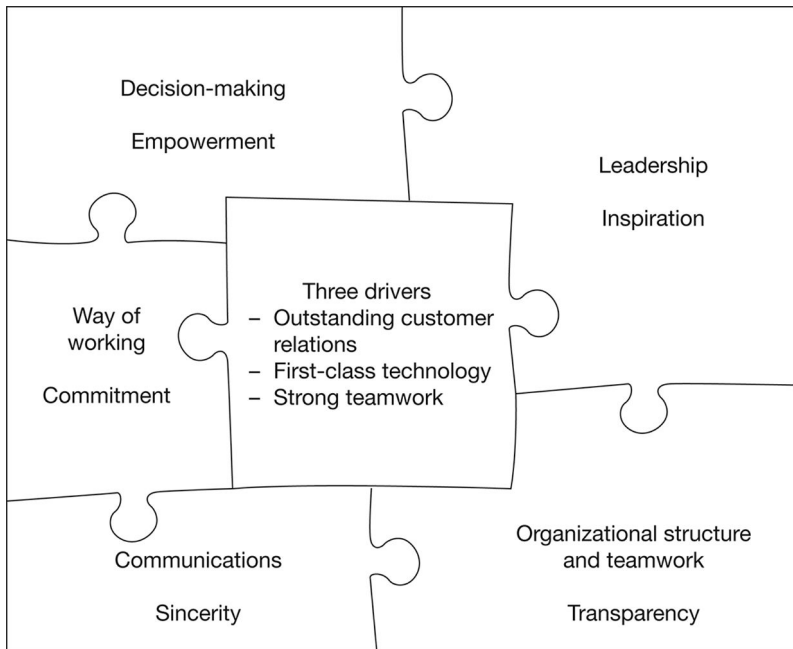 Decision-making
Empowerment
Leadership
Inspiration
Way of
working
Commitment
Three drivers
– Outstanding customer
relations
– First-class technology
– Strong teamwork
Communications
Sincerity
Organizational structure
and teamwork
Transparency